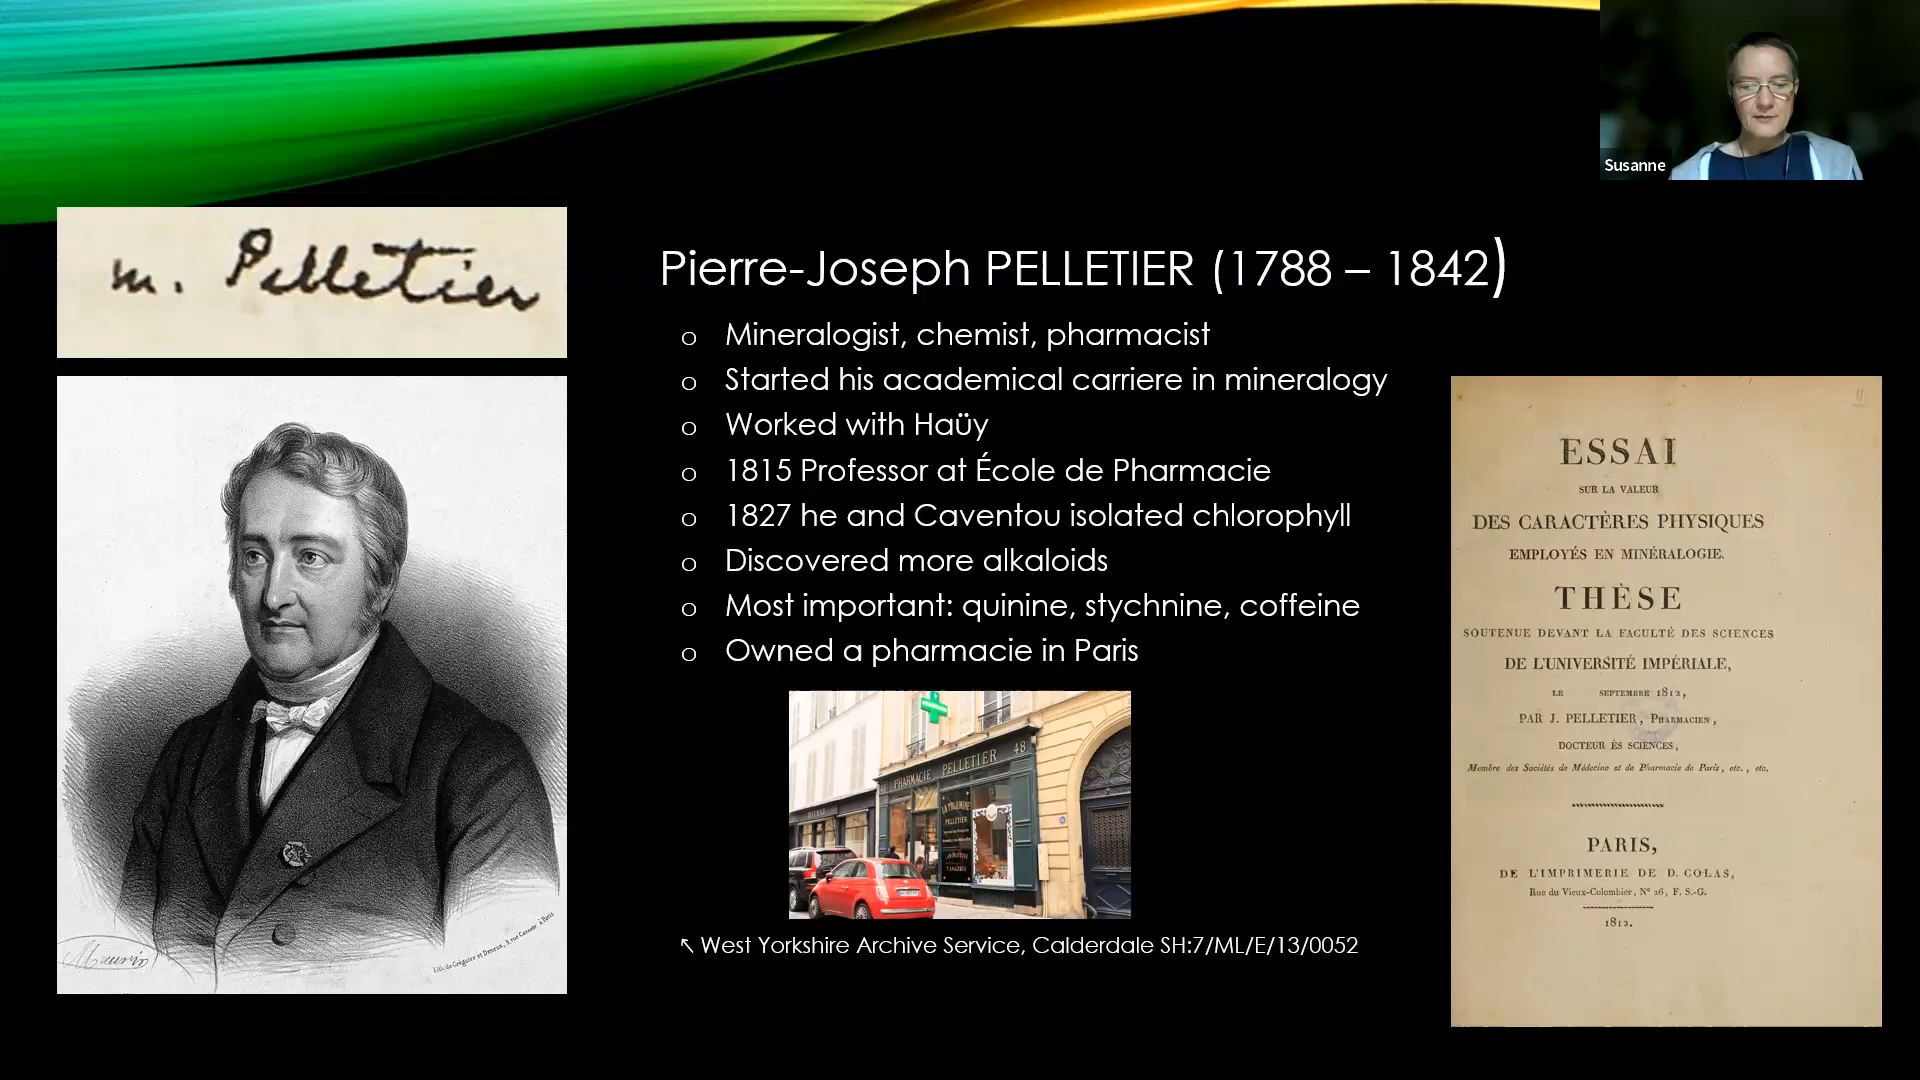 Susanne
m. Pelletier
Pierre-Joseph PELLETIER (1788 – 1842)
o Mineralogist, chemist, pharmacist
o Started his academical carriere in mineralogy
o Worked with Haüy
o 1815 Professor at École de Pharmacie
o 1827 he and Caventou isolated chlorophyll
o Discovered more alkaloids
o Most important: quinine, stychnine, coffeine
o Owned a pharmacie in Paris
PHARMACIE PELLETIER 48
PELLETIER
↖ West Yorkshire Archive Service, Calderdale SH:7/ML/E/13/0052
Maurin
ESSAI
SUR LA VALEUR
DES CARACTÈRES PHYSIQUES
EMPLOYÉS EN MINÉRALOGIE.
THÈSE
SOUTENUE DEVANT LA FACULTÉ DES SCIENCES
DE L'UNIVERSITÉ IMPÉRIALE,
LE SEPTEMBRE 1812,
PAR J. PELLETIER, PHARMACIEN,
DOCTEUR ÈS SCIENCES,
Membre des Sociétés de Médecine et de Pharmacie de Paris, etc., etc.
PARIS,
DE L'IMPRIMERIE DE D. COLAS,
Rue du Vieux-Colombier, N° 26, F. S.-G.
1812.